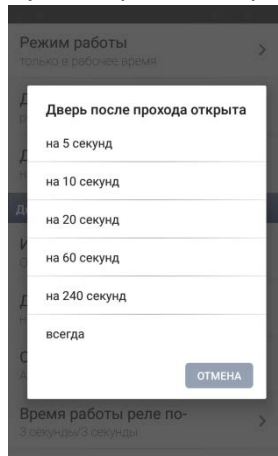 Режим работы
только в рабочее время
Дверь после прохода открыта
на 5 секунд
на 10 секунд
на 20 секунд
на 60 секунд
на 240 секунд
всегда
ОТМЕНА
Время работы реле по-
3 секунды/3 секунды